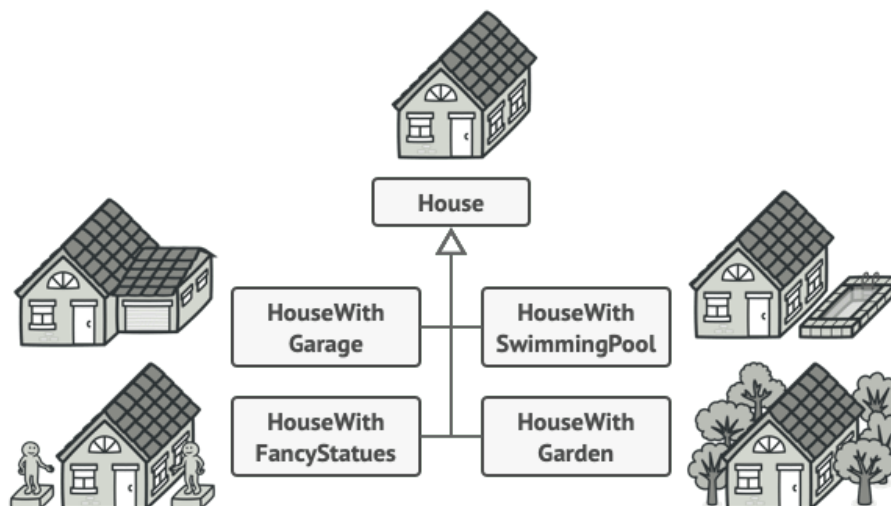 House
HouseWith
Garage
HouseWith
SwimmingPool
HouseWith
FancyStatues
HouseWith
Garden